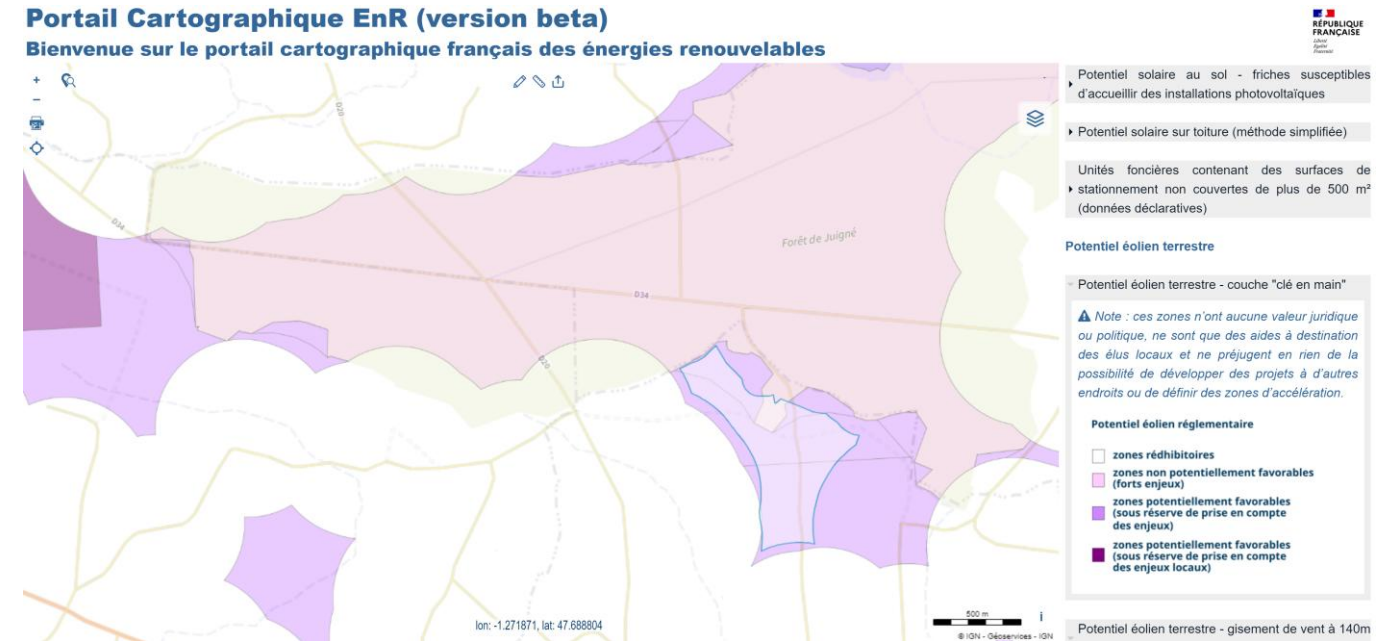 Portail Cartographique EnR (version beta)
Bienvenue sur le portail cartographique français des énergies renouvelables
RÉPUBLIQUE
FRANÇAISE
Liberté
Égalité
Fraternité
+
−
D20
D34
Forêt de Juigné
D34
D20
lon: -1.271871, lat: 47.688804
500 m
i
© IGN - Géoservices - IGN
Potentiel solaire au sol - friches susceptibles
d'accueillir des installations photovoltaïques
Potentiel solaire sur toiture (méthode simplifiée)
Unités foncières contenant des surfaces de
stationnement non couvertes de plus de 500 m²
(données déclaratives)
Potentiel éolien terrestre
Potentiel éolien terrestre - couche "clé en main"
Note : ces zones n'ont aucune valeur juridique
ou politique, ne sont que des aides à destination
des élus locaux et ne préjugent en rien de la
possibilité de développer des projets à d'autres
endroits ou de définir des zones d'accélération.
Potentiel éolien réglementaire
zones rédhibitoires
zones non potentiellement favorables
(forts enjeux)
zones potentiellement favorables
(sous réserve de prise en compte
des enjeux)
zones potentiellement favorables
(sous réserve de prise en compte
des enjeux locaux)
Potentiel éolien terrestre - gisement de vent à 140m